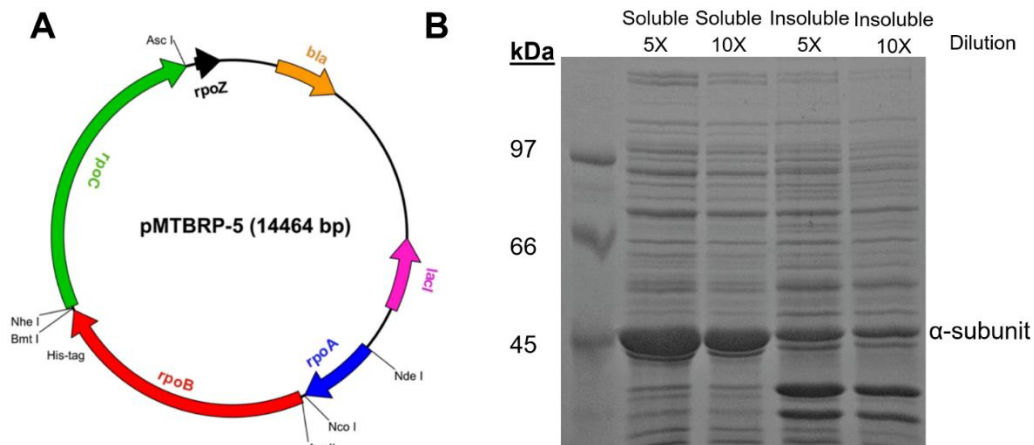 A
Asc I
rpoZ
bla
rpoC
pMTBRP-5 (14464 bp)
lacI
Nhe I
Bmt I
His-tag
rpoB
rpoA
Nde I
Nco I
B
Soluble Soluble Insoluble Insoluble
kDa 5X 10X 5X 10X Dilution
97
66
45 α-subunit